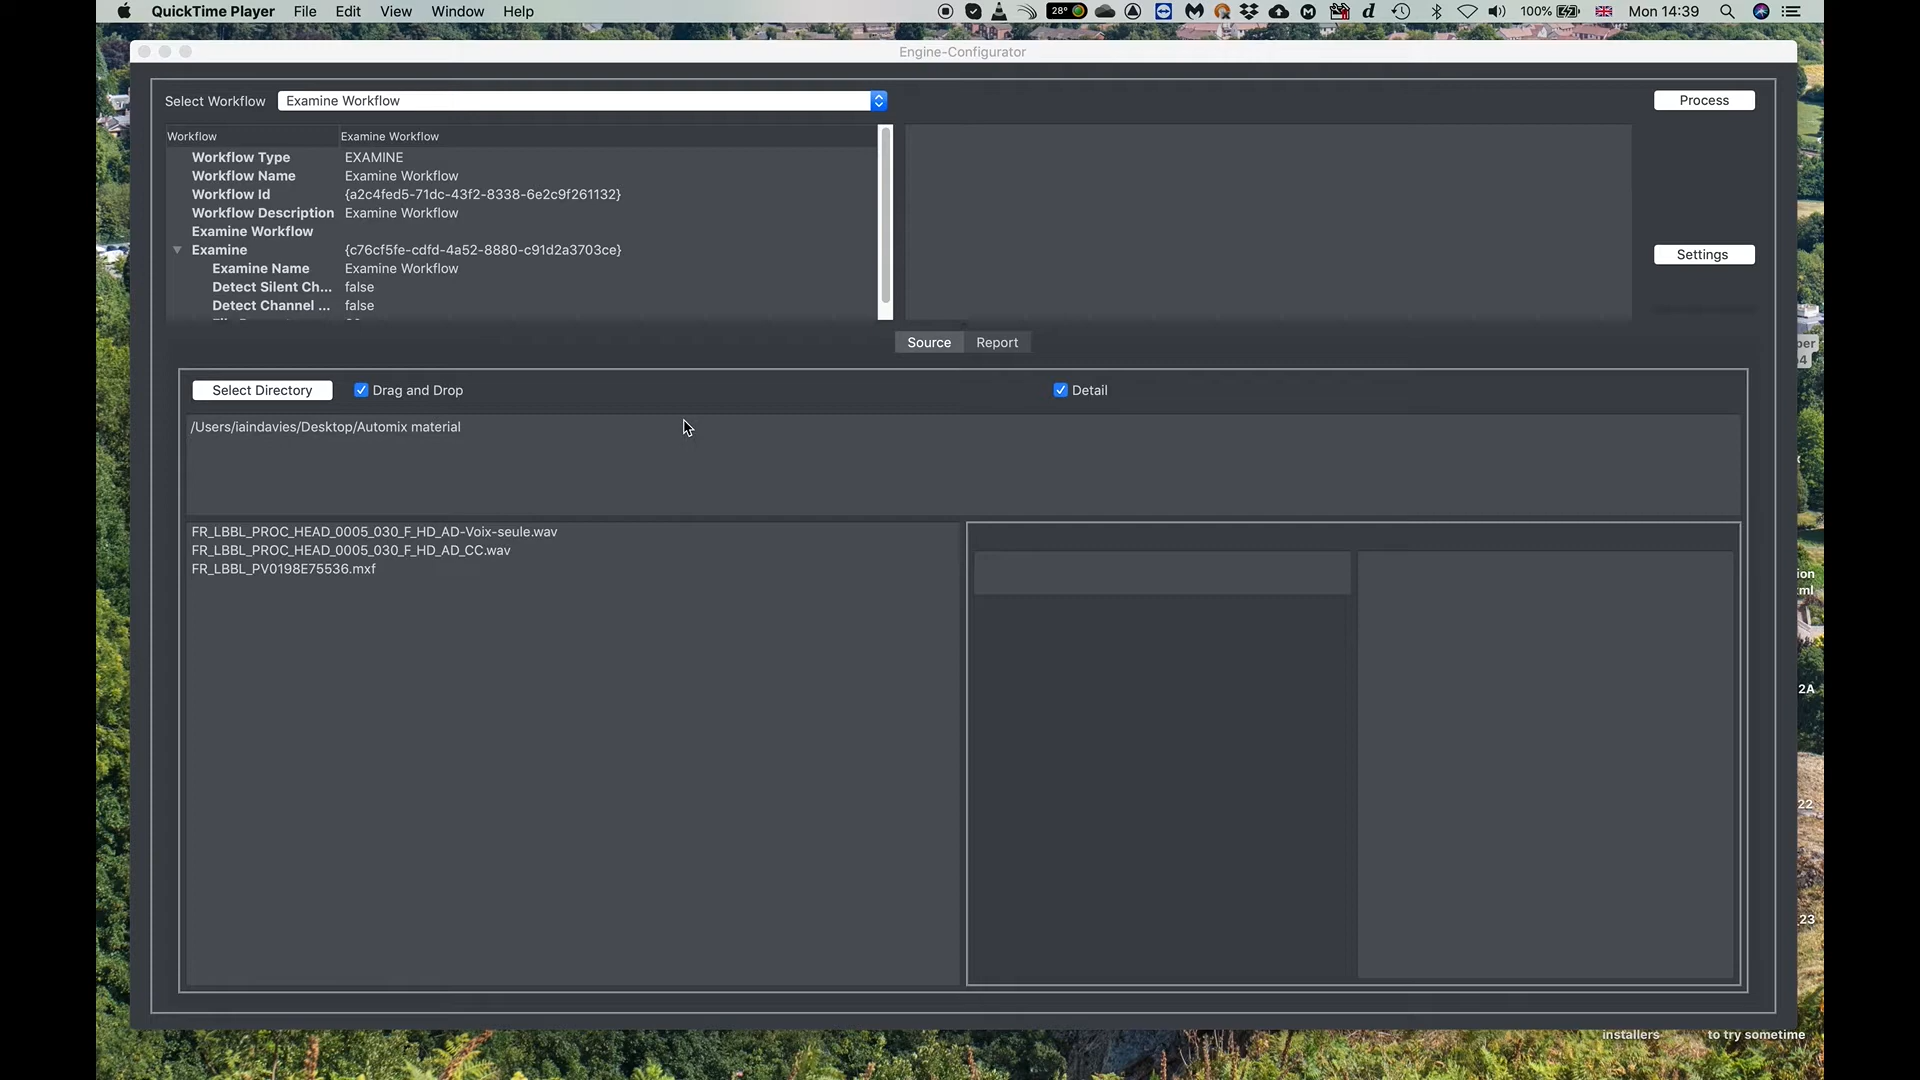 QuickTime Player File Edit View Window Help
28° 100% Mon 14:39
Engine-Configurator
Select Workflow Examine Workflow Process
Workflow Examine Workflow
Workflow Type EXAMINE
Workflow Name Examine Workflow
Workflow Id {a2c4fed5-71dc-43f2-8338-6e2c9f261132}
Workflow Description Examine Workflow
Examine Workflow
Examine {c76cf5fe-cdfd-4a52-8880-c91d2a3703ce}
Settings
Examine Name Examine Workflow
Detect Silent Ch... false
Detect Channel ... false
Source Report
Select Directory Drag and Drop Detail
/Users/iaindavies/Desktop/Automix material
FR_LBBL_PROC_HEAD_0005_030_F_HD_AD-Voix-seule.wav
FR_LBBL_PROC_HEAD_0005_030_F_HD_AD_CC.wav
FR_LBBL_PV0198E75536.mxf
installers to try sometime